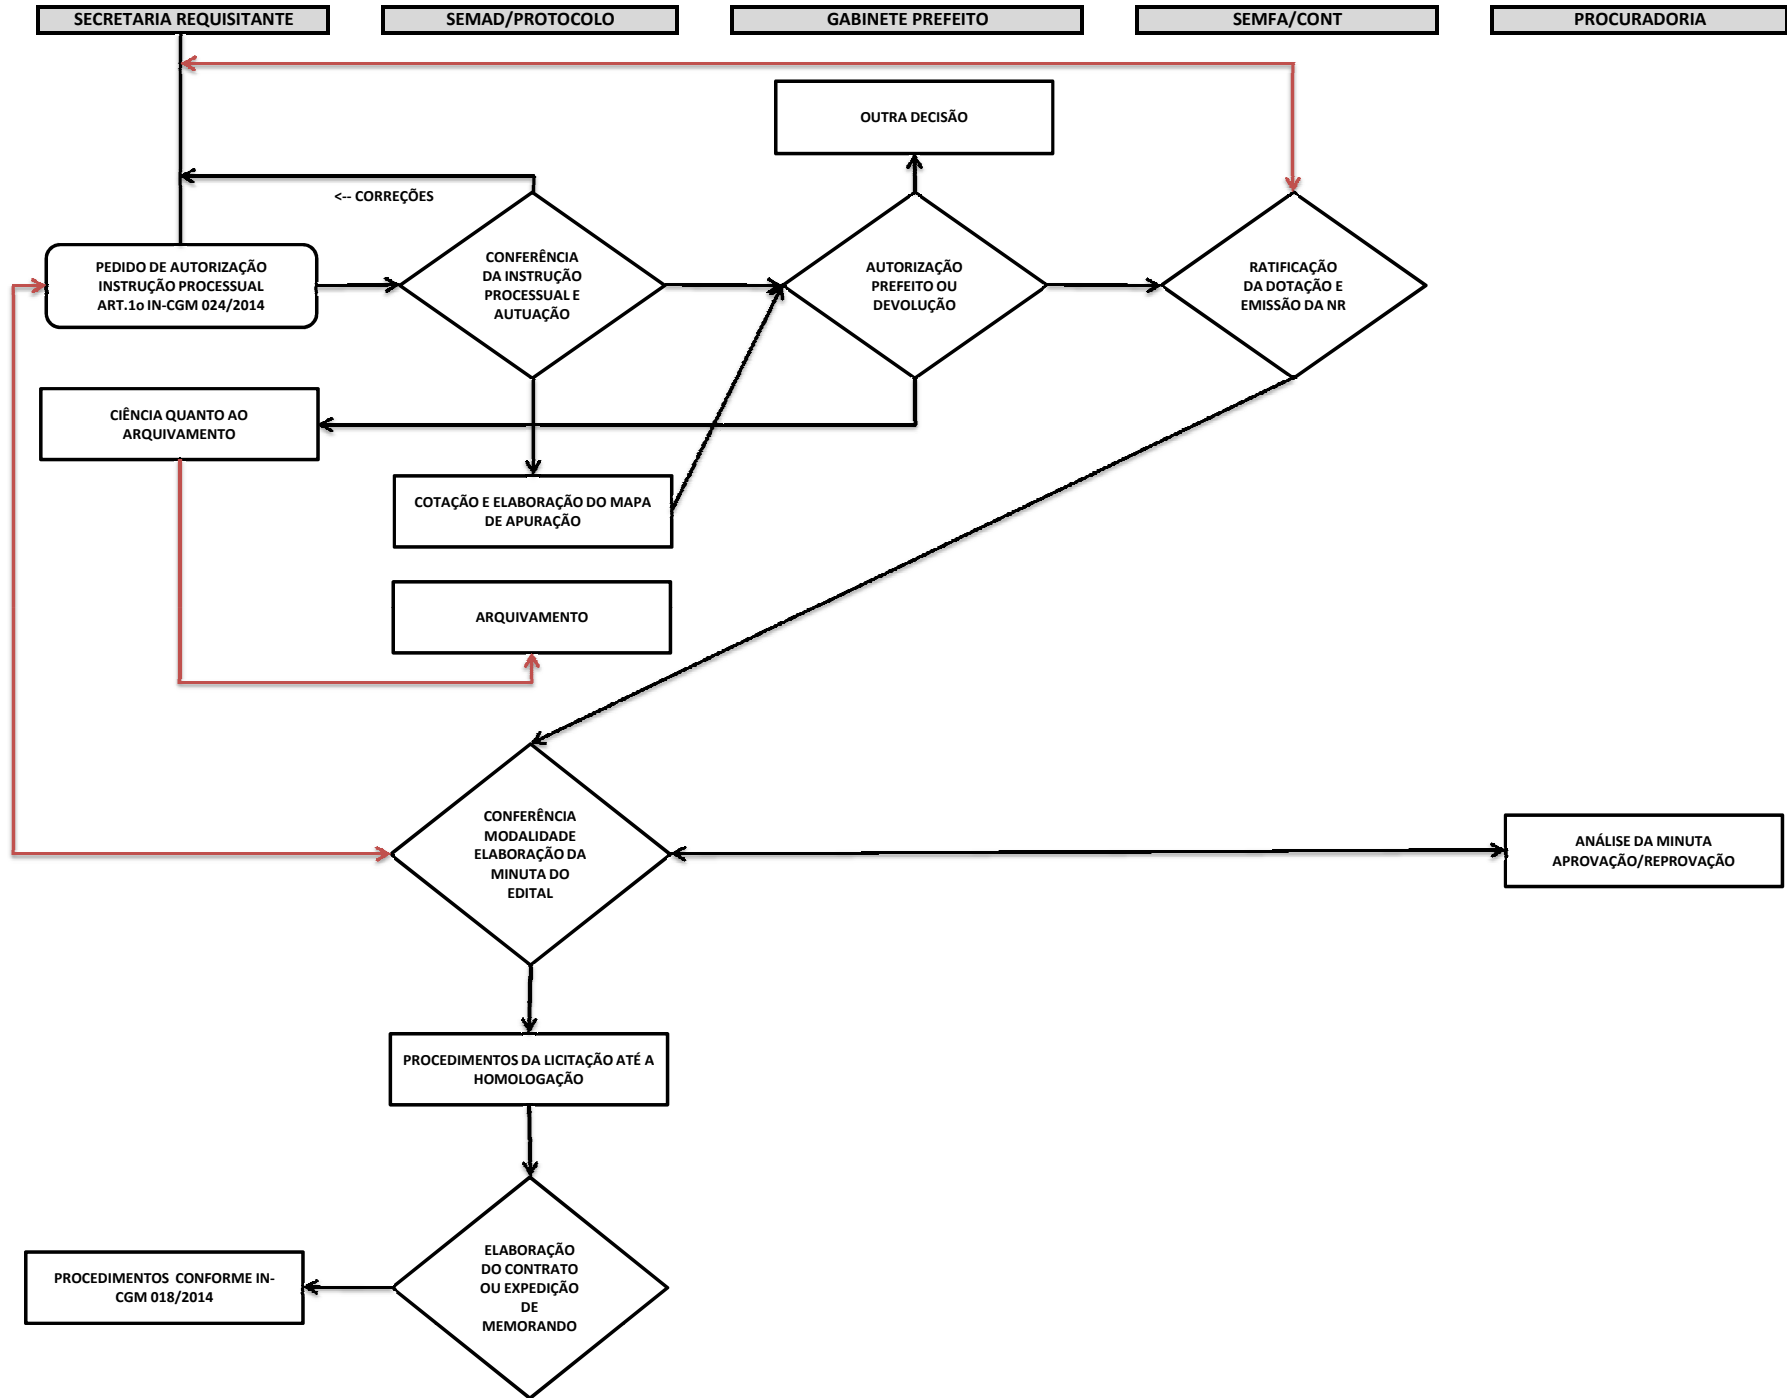 SECRETARIA REQUISITANTE
SEMAD/PROTOCOLO
GABINETE PREFEITO
SEMFA/CONT
PROCURADORIA
OUTRA DECISÃO
<-- CORREÇÕES
PEDIDO DE AUTORIZAÇÃO
INSTRUÇÃO PROCESSUAL
ART.1o IN-CGM 024/2014
CONFERÊNCIA
DA INSTRUÇÃO
PROCESSUAL E
AUTUAÇÃO
AUTORIZAÇÃO
PREFEITO OU
DEVOLUÇÃO
RATIFICAÇÃO
DA DOTAÇÃO E
EMISSÃO DA NR
CIÊNCIA QUANTO AO
ARQUIVAMENTO
COTAÇÃO E ELABORAÇÃO DO MAPA
DE APURAÇÃO
ARQUIVAMENTO
CONFERÊNCIA
MODALIDADE
ELABORAÇÃO DA
MINUTA DO
EDITAL
ANÁLISE DA MINUTA
APROVAÇÃO/REPROVAÇÃO
PROCEDIMENTOS DA LICITAÇÃO ATÉ A
HOMOLOGAÇÃO
ELABORAÇÃO
DO CONTRATO
OU EXPEDIÇÃO
DE
MEMORANDO
PROCEDIMENTOS  CONFORME IN-
CGM 018/2014